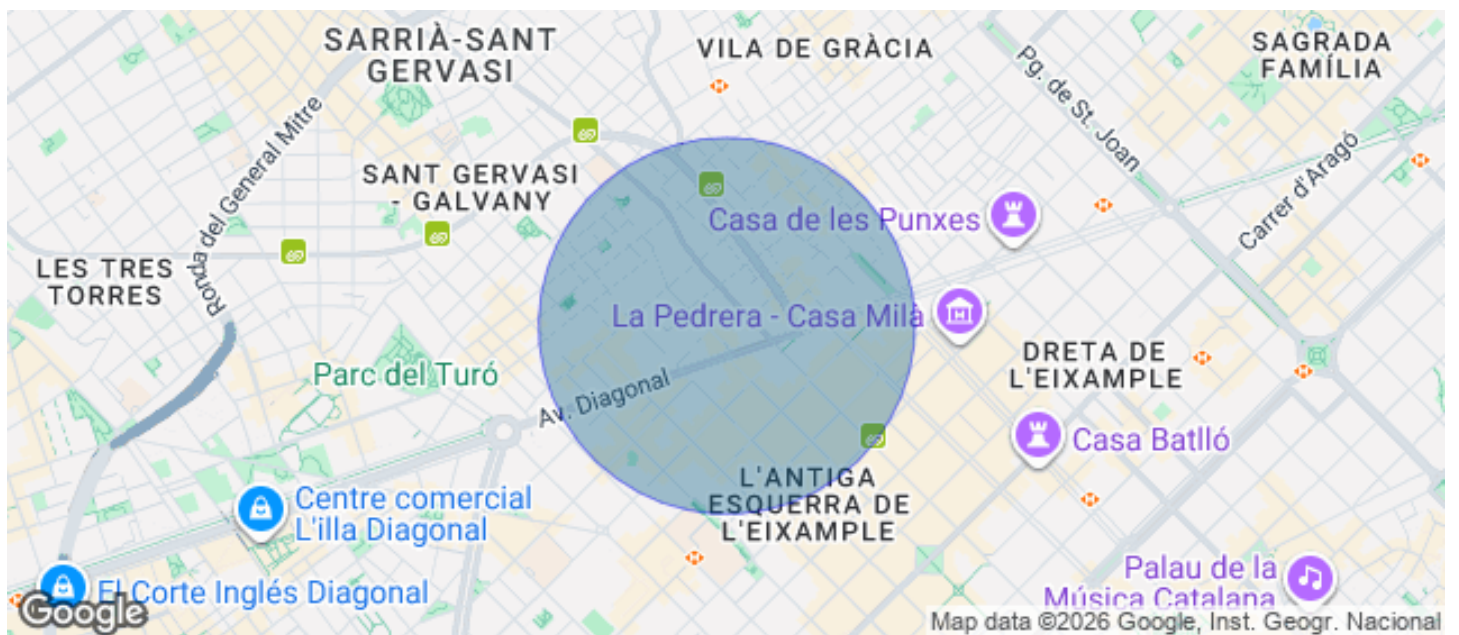 SARRIÀ-SANT
GERVASI
VILA DE GRÀCIA
SAGRADA
FAMÍLIA
Pg. de St. Joan
Ronda del General Mitre
Carrer d'Aragó
SANT GERVASI
- GALVANY
Casa de les Punxes
LES TRES
TORRES
La Pedrera - Casa Milà
DRETA DE
L'EIXAMPLE
Parc del Turó
Av. Diagonal
Casa Batlló
L'ANTIGA
ESQUERRA DE
L'EIXAMPLE
Centre comercial
L'illa Diagonal
Palau de la
Música Catalana
El Corte Inglés Diagonal
Google
Map data ©2026 Google, Inst. Geogr. Nacional